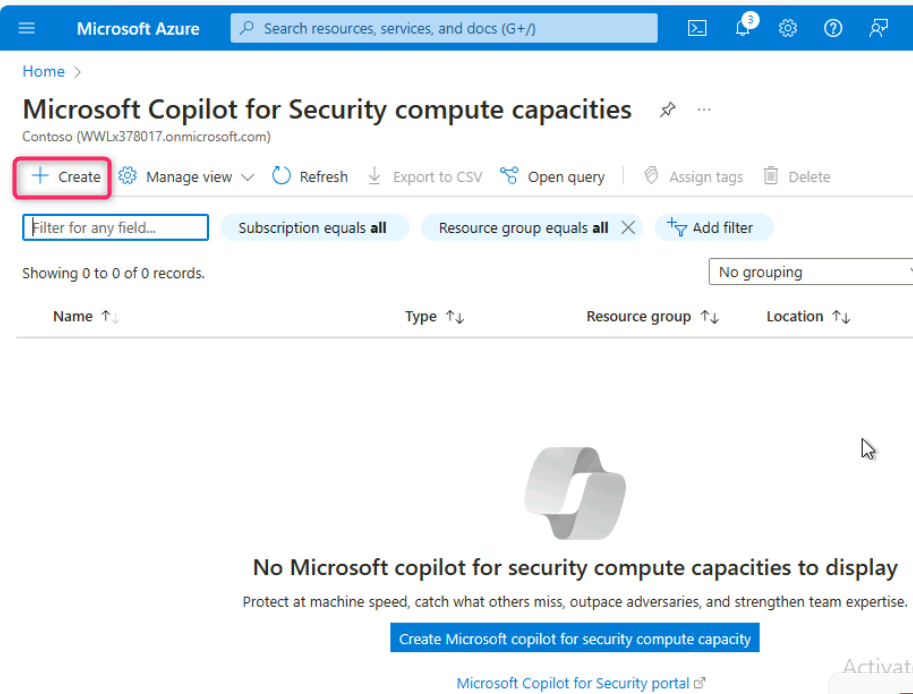 Microsoft Azure
Search resources, services, and docs (G+/)
3
Home >
Microsoft Copilot for Security compute capacities
Contoso (WWLx378017.onmicrosoft.com)
+ Create
Manage view
Refresh
Export to CSV
Open query
Assign tags
Delete
Filter for any field...
Subscription equals all
Resource group equals all
Add filter
Showing 0 to 0 of 0 records.
No grouping
Name ↑↓
Type ↑↓
Resource group ↑↓
Location ↑↓
No Microsoft copilot for security compute capacities to display
Protect at machine speed, catch what others miss, outpace adversaries, and strengthen team expertise.
Create Microsoft copilot for security compute capacity
Microsoft Copilot for Security portal
Activat